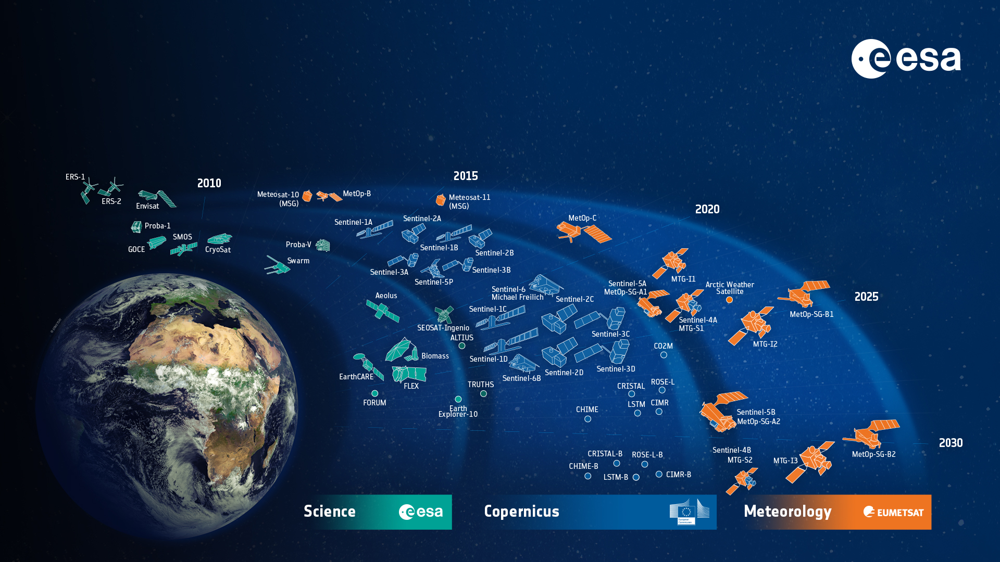 esa
2015
ERS-1
2010
ERS-2
Envisat
Meteosat-10
(MSG)
MetOp-B
Meteosat-11
(MSG)
2020
Proba-1
SMOS
GOCE
CryoSat
Sentinel-1A
Sentinel-2A
MetOp-C
Proba-V
Sentinel-1B
Sentinel-2B
Swarm
Sentinel-3A
Sentinel-3B
Sentinel-5P
MTG-I1
Sentinel-6
Michael Freilich
Sentinel-2C
Sentinel-5A
MetOp-SG-A1
Arctic Weather
Satellite
2025
Aeolus
Sentinel-1C
MetOp-SG-B1
SEOSAT-Ingenio
Sentinel-3C
Sentinel-4A
MTG-S1
ALTIUS
CO2M
MTG-I2
Biomass
Sentinel-1D
EarthCARE
Sentinel-6B
Sentinel-2D
Sentinel-3D
FLEX
TRUTHS
CRISTAL
ROSE-L
FORUM
Earth
Explorer-10
CHIME
LSTM
CIMR
Sentinel-5B
MetOp-SG-A2
2030
CRISTAL-B
ROSE-L-B
Sentinel-4B
MTG-S2
MTG-I3
MetOp-SG-B2
CHIME-B
LSTM-B
CIMR-B
© EUMETSAT
Science
esa
Copernicus
European
Commission
Meteorology
EUMETSAT